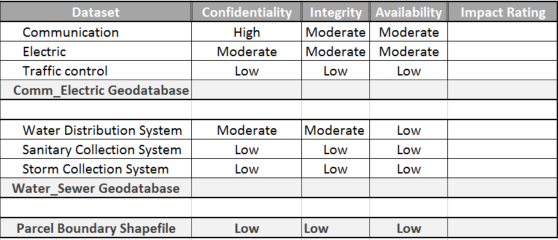 Dataset Confidentiality Integrity Availability Impact Rating
Communication High Moderate Moderate
Electric Moderate Moderate Moderate
Traffic control Low Low Low
Comm_Electric Geodatabase
Water Distribution System Moderate Moderate Low
Sanitary Collection System Low Low Low
Storm Collection System Low Low Low
Water_Sewer Geodatabase
Parcel Boundary Shapefile Low Low Low